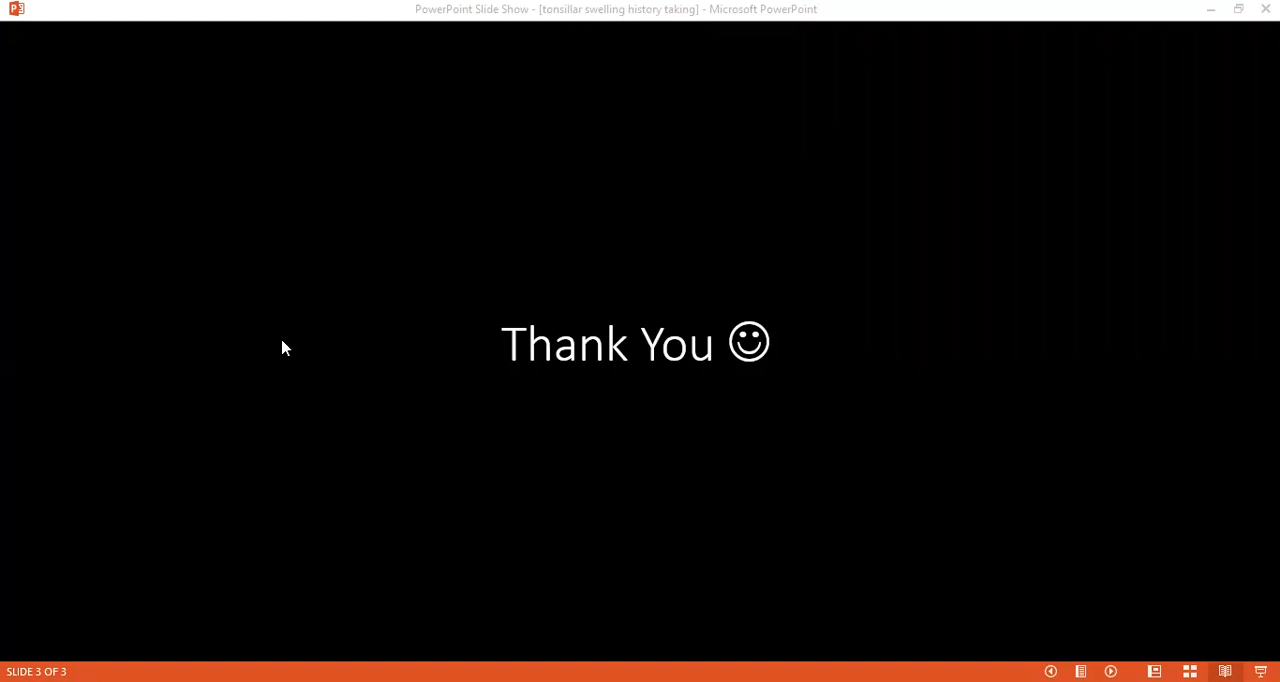 PowerPoint Slide Show - [tonsillar swelling history taking] - Microsoft PowerPoint
Thank You ☺
SLIDE 3 OF 3